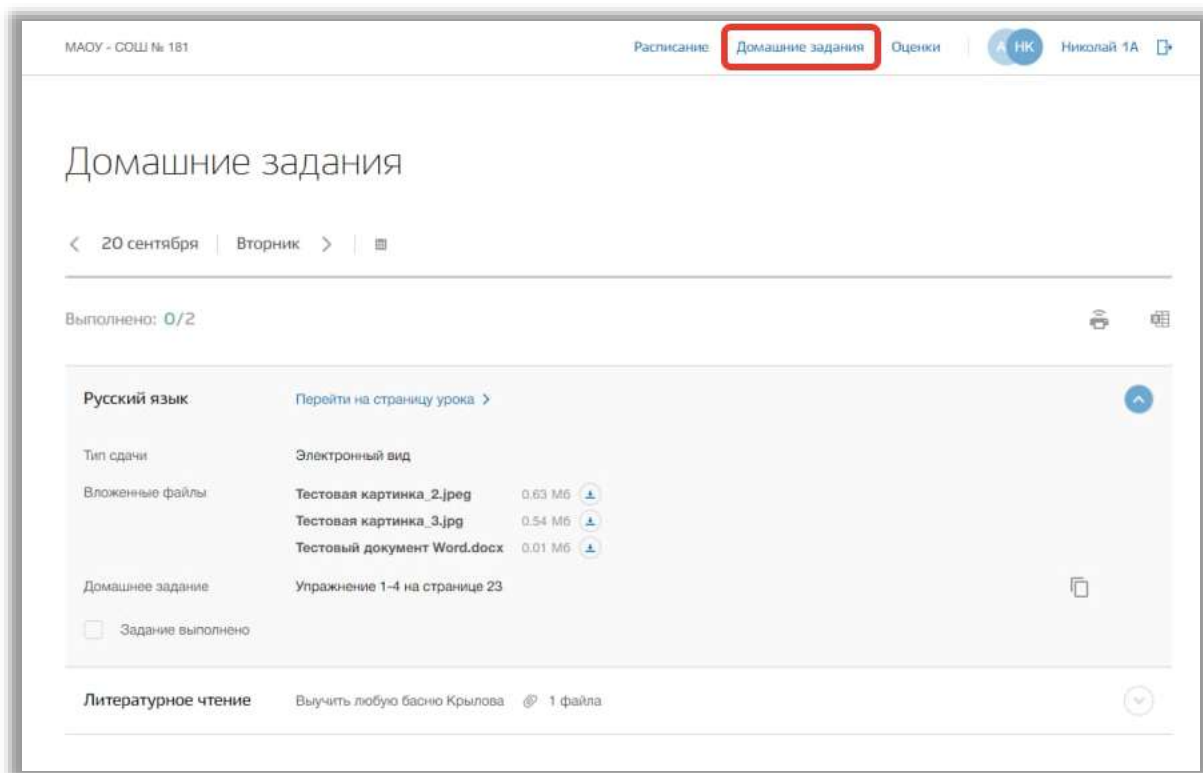 МАОУ - СОШ № 181 Расписание Домашние задания Оценки А НК Николай 1А
Домашние задания
20 сентября Вторник
Выполнено: 0/2
Русский язык Перейти на страницу урока
Тип сдачи Электронный вид
Вложенные файлы Тестовая картинка_2.jpeg 0.63 Мб
Тестовая картинка_3.jpg 0.54 Мб
Тестовый документ Word.docx 0.01 Мб
Домашнее задание Упражнение 1-4 на странице 23
Задание выполнено
Литературное чтение Выучить любую басню Крылова 1 файла